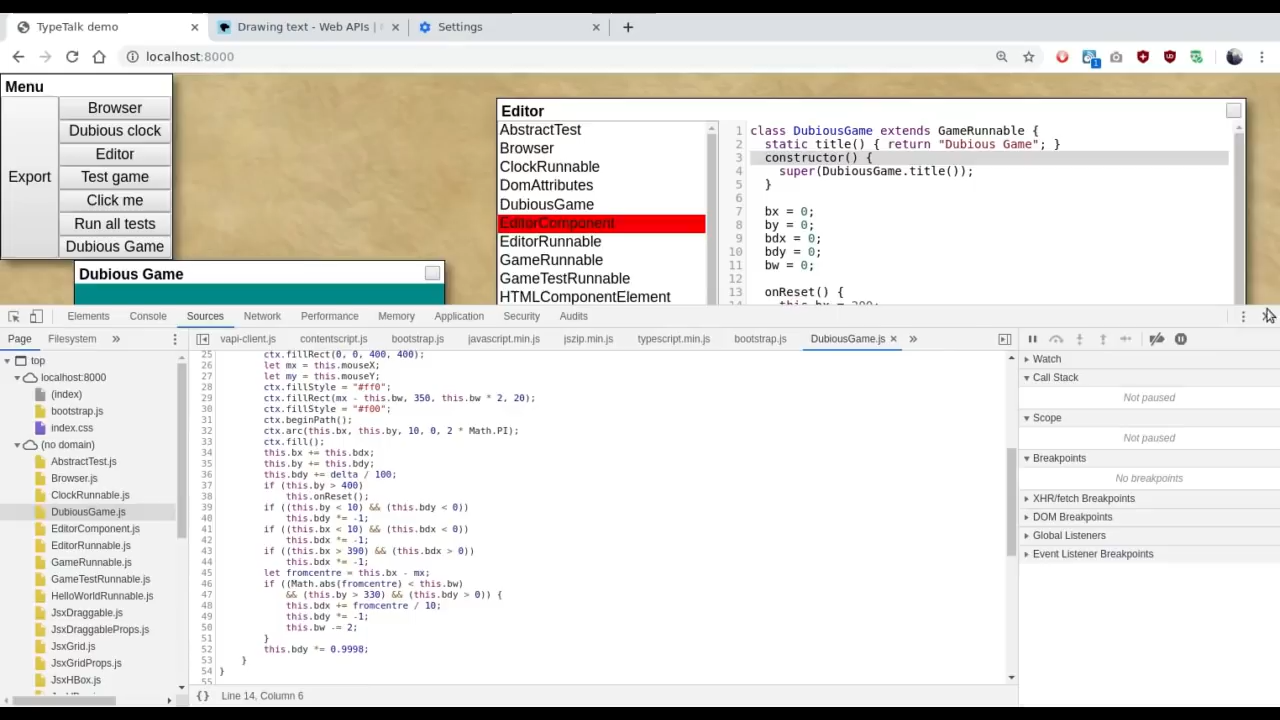 TypeTalk demo
Drawing text - Web APIs |
Settings
localhost:8000
1
Menu
Export
Browser
Dubious clock
Editor
Test game
Click me
Run all tests
Dubious Game
Dubious Game
Editor
AbstractTest
Browser
ClockRunnable
DomAttributes
DubiousGame
EditorComponent
EditorRunnable
GameRunnable
GameTestRunnable
HTMLComponentElement
1 class DubiousGame extends GameRunnable {
2 static title() { return "Dubious Game"; }
3 constructor() {
4 super(DubiousGame.title());
5 }
6
7 bx = 0;
8 by = 0;
9 bdx = 0;
10 bdy = 0;
11 bw = 0;
12
13 onReset() {
14 this.bx = 200;
Elements Console Sources Network Performance Memory Application Security Audits
Page Filesystem »
vapi-client.js contentscript.js bootstrap.js javascript.min.js jszip.min.js typescript.min.js bootstrap.js DubiousGame.js × »
top
localhost:8000
(index)
bootstrap.js
index.css
(no domain)
AbstractTest.js
Browser.js
ClockRunnable.js
DubiousGame.js
EditorComponent.js
EditorRunnable.js
GameRunnable.js
GameTestRunnable.js
HelloWorldRunnable.js
JsxDraggable.js
JsxDraggableProps.js
JsxGrid.js
JsxGridProps.js
JsxHBox.js
25 ctx.fillRect(0, 0, 400, 400);
26 let mx = this.mouseX;
27 let my = this.mouseY;
28 ctx.fillStyle = "#ff0";
29 ctx.fillRect(mx - this.bw, 350, this.bw * 2, 20);
30 ctx.fillStyle = "#f00";
31 ctx.beginPath();
32 ctx.arc(this.bx, this.by, 10, 0, 2 * Math.PI);
33 ctx.fill();
34 this.bx += this.bdx;
35 this.by += this.bdy;
36 this.bdy += delta / 100;
37 if (this.by > 400)
38 this.onReset();
39 if ((this.by < 10) && (this.bdy < 0))
40 this.bdy *= -1;
41 if ((this.bx < 10) && (this.bdx < 0))
42 this.bdx *= -1;
43 if ((this.bx > 390) && (this.bdx > 0))
44 this.bdx *= -1;
45 let fromcentre = this.bx - mx;
46 if ((Math.abs(fromcentre) < this.bw)
47 && (this.by > 330) && (this.bdy > 0)) {
48 this.bdx += fromcentre / 10;
49 this.bdy *= -1;
50 this.bw -= 2;
51 }
52 this.bdy *= 0.9998;
53 }
54 }
55
{ } Line 14, Column 6
Watch
Call Stack
Not paused
Scope
Not paused
Breakpoints
No breakpoints
XHR/fetch Breakpoints
DOM Breakpoints
Global Listeners
Event Listener Breakpoints